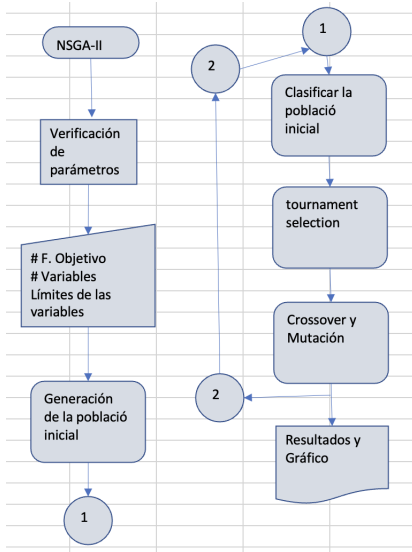 NSGA-II
Verificación
de
parámetros
# F. Objetivo
# Variables
Límites de las
variables
Generación
de la població
inicial
1
1
2
Clasificar la
població
inicial
tournament
selection
Crossover y
Mutación
2
Resultados y
Gráfico